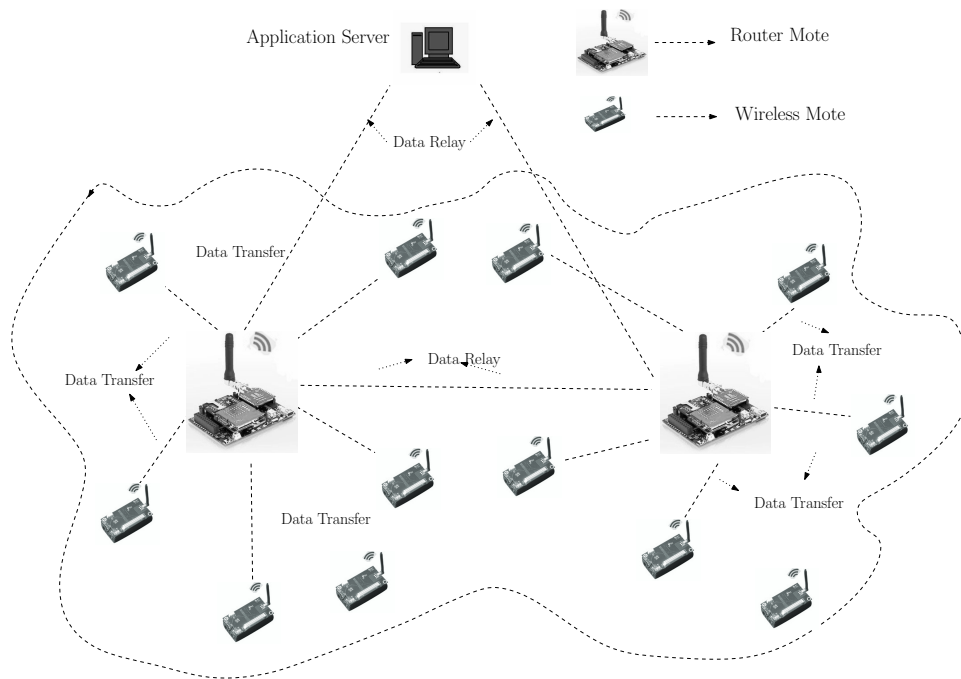 Application Server
Router Mote
Wireless Mote
Data Relay
Data Transfer
Data Relay
Data Transfer
Data Transfer
Data Transfer
Data Transfer